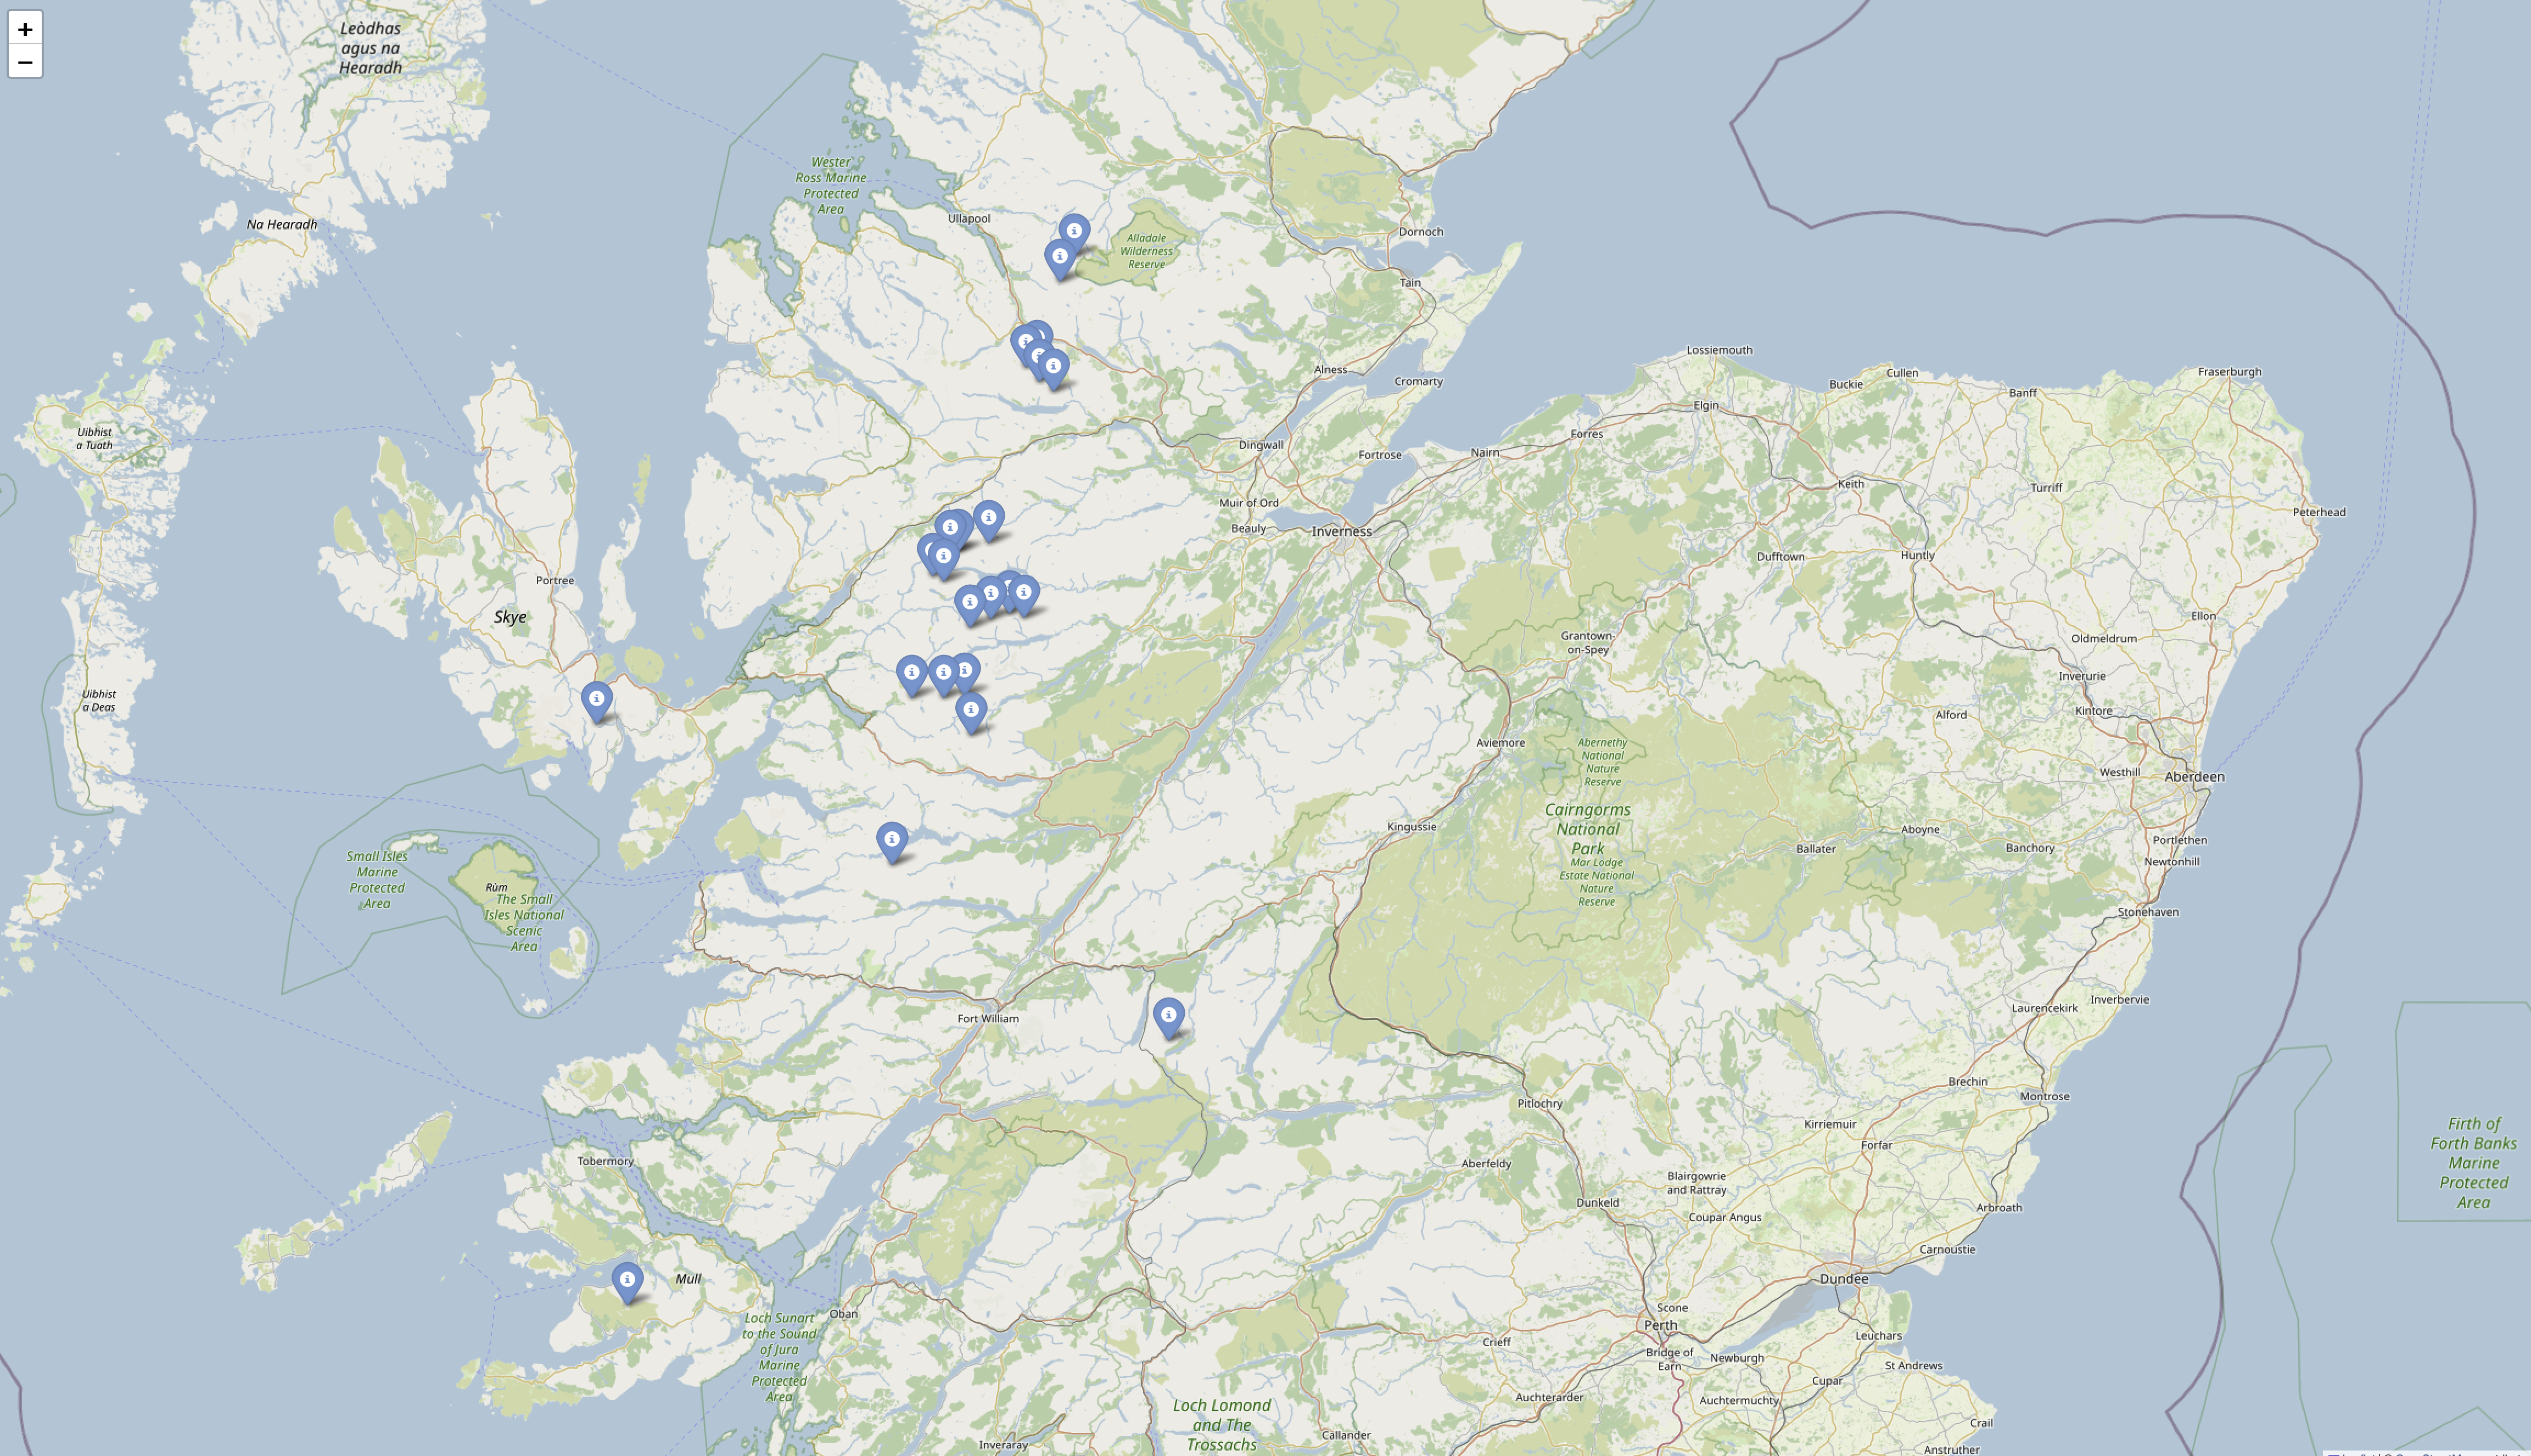 +
−
Leòdhas
agus na
Hearadh
Na Hearadh
Wester
Ross Marine
Protected
Area
Ullapool
Alladale
Wilderness
Reserve
Dornoch
Tain
Uibhist
a Tuath
Alness
Cromarty
Lossiemouth
Buckie
Cullen
Banff
Fraserburgh
Elgin
Forres
Dingwall
Fortrose
Nairn
Keith
Turriff
Peterhead
Muir of Ord
Beauly
Inverness
Dufftown
Huntly
Portree
Skye
Grantown-
on-Spey
Ellon
Oldmeldrum
Inverurie
Kintore
Alford
Uibhist
a Deas
Aviemore
Abernethy
National
Nature
Reserve
Westhill
Aberdeen
Cairngorms
National
Park
Mar Lodge
Estate National
Nature
Reserve
Kingussie
Aboyne
Ballater
Banchory
Portlethen
Newtonhill
Small Isles
Marine
Protected
Area
Rùm
The Small
Isles National
Scenic
Area
Stonehaven
Inverbervie
Laurencekirk
Fort William
Brechin
Montrose
Pitlochry
Kirriemuir
Forfar
Firth of
Forth Banks
Marine
Protected
Area
Tobermory
Aberfeldy
Blairgowrie
and Rattray
Dunkeld
Coupar Angus
Arbroath
Carnoustie
Mull
Dundee
Oban
Loch Sunart
to the Sound
of Jura
Marine
Protected
Area
Scone
Perth
Crieff
Bridge of
Earn
Newburgh
Leuchars
St Andrews
Cupar
Auchterarder
Auchtermuchty
Loch Lomond
and The
Trossachs
Callander
Inveraray
Crail
Anstruther